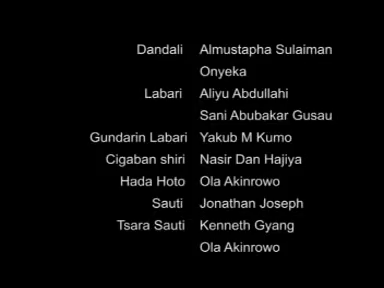 Dandali Almustapha Sulaiman
Onyeka
Labari Aliyu Abdullahi
Sani Abubakar Gusau
Gundarin Labari Yakub M Kumo
Cigaban shiri Nasir Dan Hajiya
Hada Hoto Ola Akinrowo
Sauti Jonathan Joseph
Tsara Sauti Kenneth Gyang
Ola Akinrowo